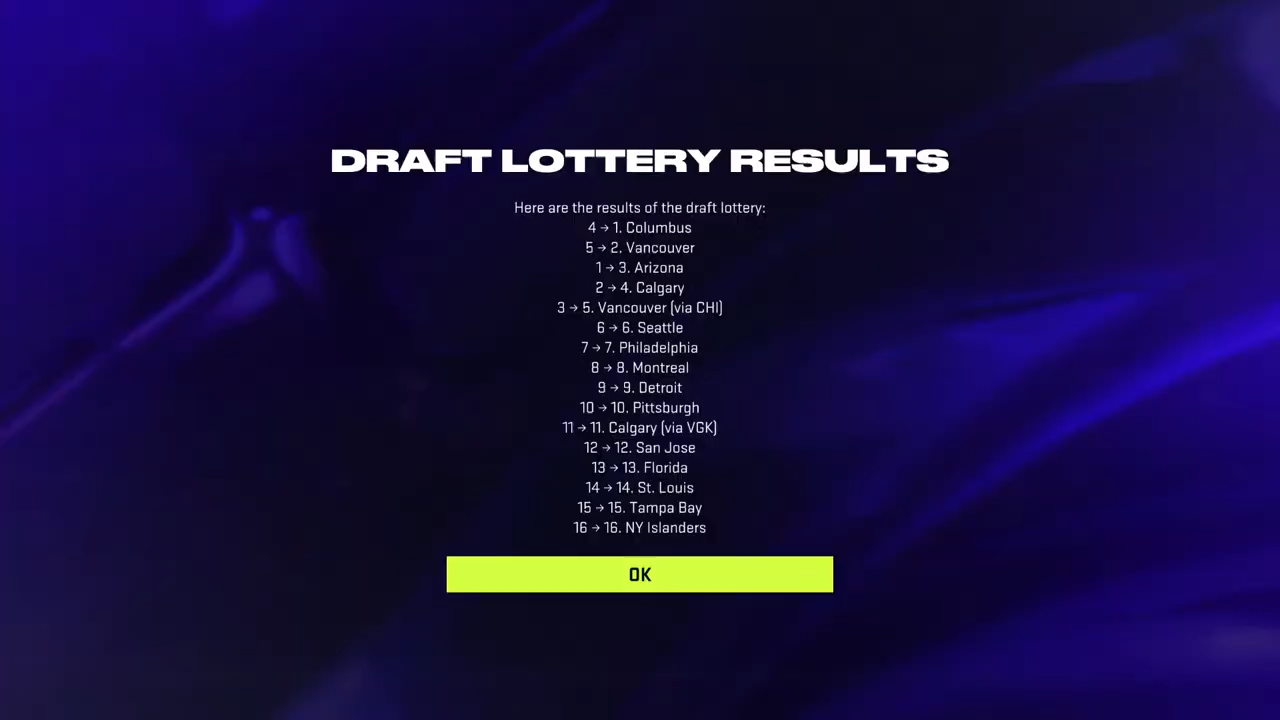 DRAFT LOTTERY RESULTS
Here are the results of the draft lottery:
4 → 1. Columbus
5 → 2. Vancouver
1 → 3. Arizona
2 → 4. Calgary
3 → 5. Vancouver (via CHI)
6 → 6. Seattle
7 → 7. Philadelphia
8 → 8. Montreal
9 → 9. Detroit
10 → 10. Pittsburgh
11 → 11. Calgary (via VGK)
12 → 12. San Jose
13 → 13. Florida
14 → 14. St. Louis
15 → 15. Tampa Bay
16 → 16. NY Islanders
OK